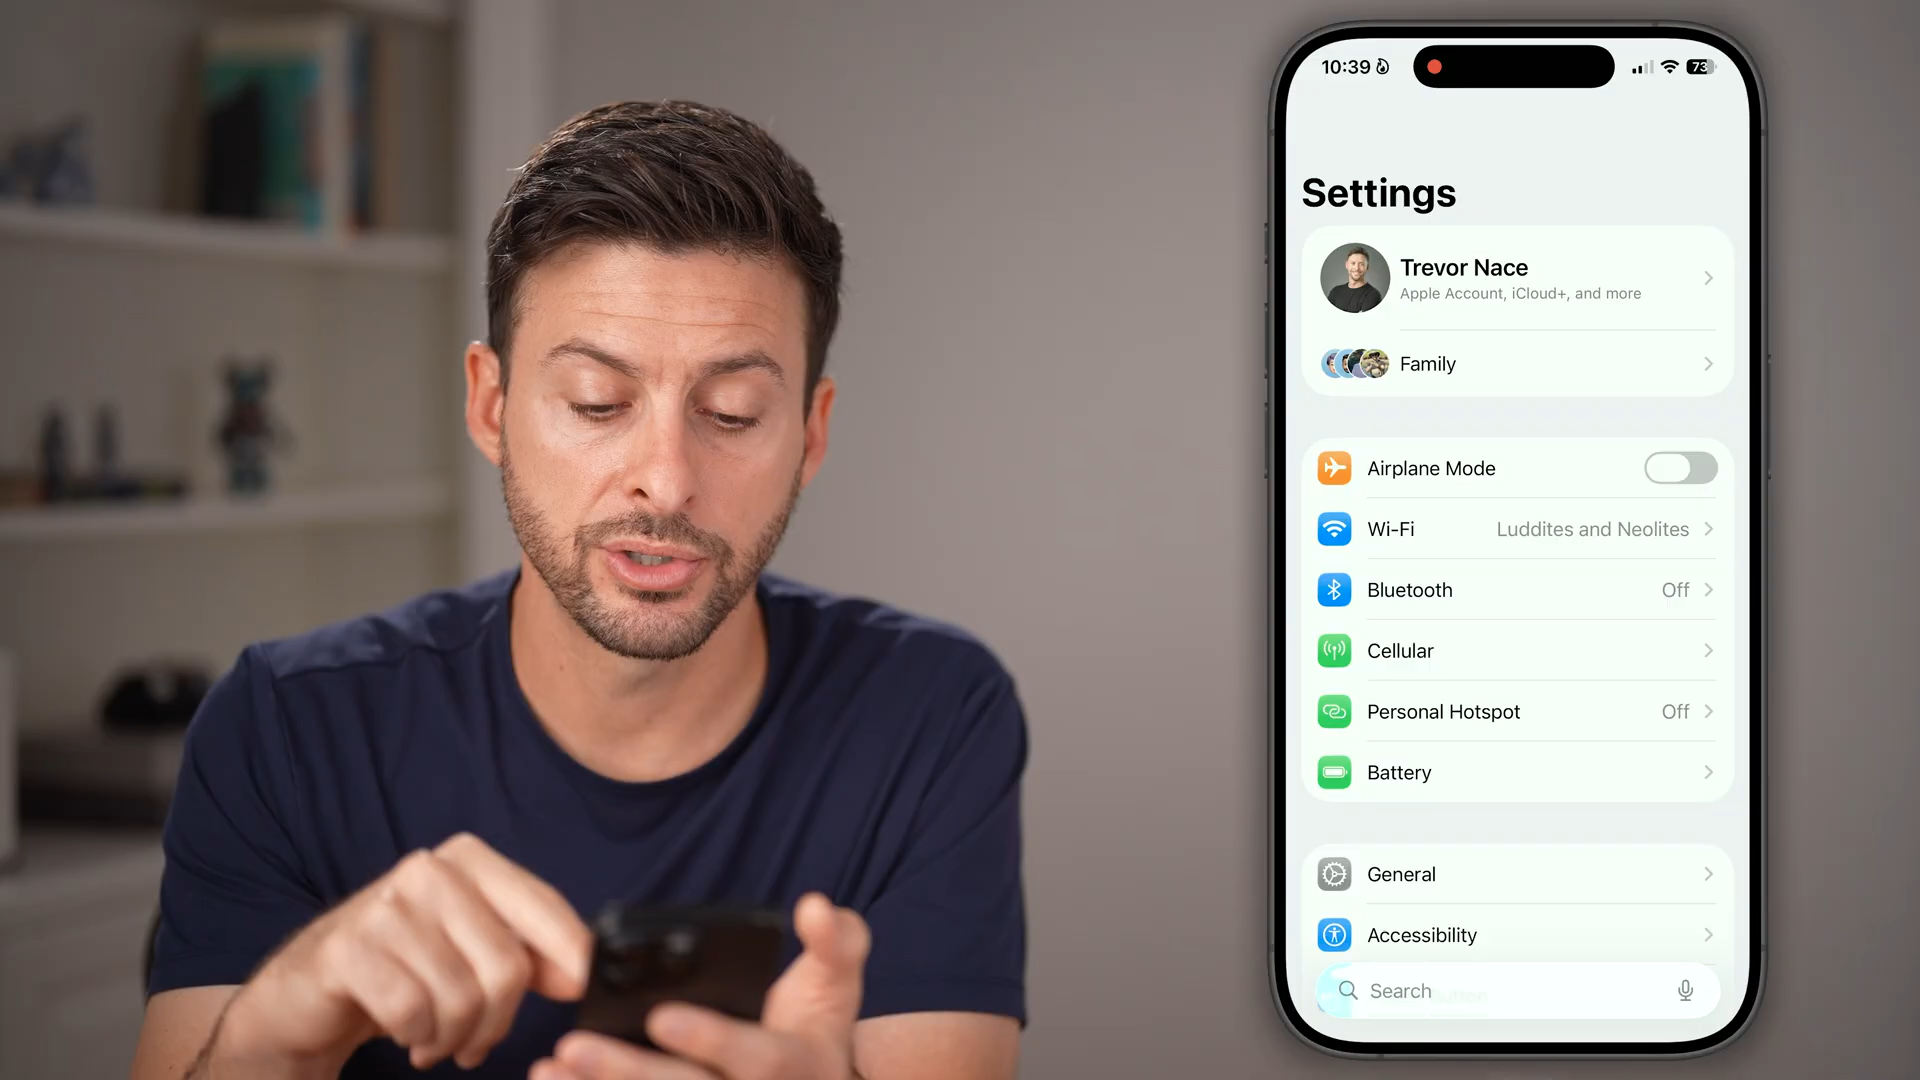 10:39
73
Settings
Trevor Nace
Apple Account, iCloud+, and more
Family
Airplane Mode
Wi-Fi Luddites and Neolites
Bluetooth Off
Cellular
Personal Hotspot Off
Battery
General
Accessibility
Search